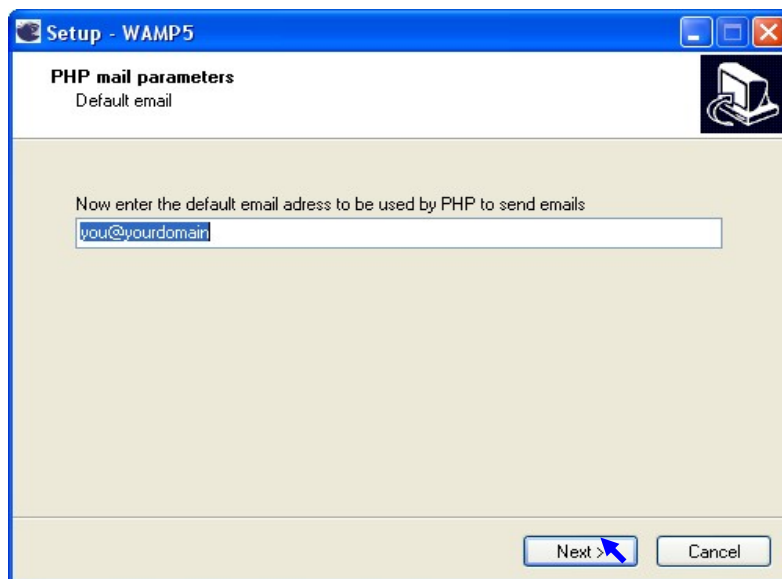 Setup - WAMP5
PHP mail parameters
Default email
Now enter the default email adress to be used by PHP to send emails
you@yourdomain
Next >
Cancel